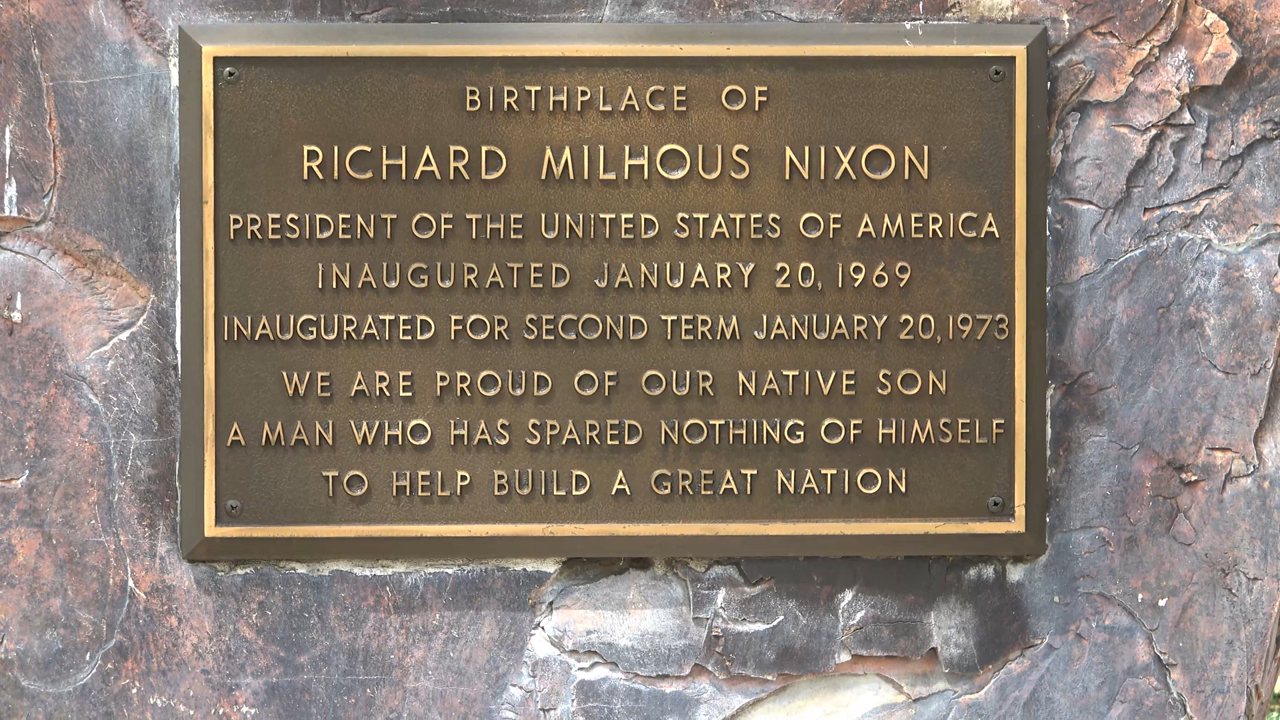 BIRTHPLACE OF
RICHARD MILHOUS NIXON
PRESIDENT OF THE UNITED STATES OF AMERICA
INAUGURATED JANUARY 20, 1969
INAUGURATED FOR SECOND TERM JANUARY 20, 1973
WE ARE PROUD OF OUR NATIVE SON
A MAN WHO HAS SPARED NOTHING OF HIMSELF
TO HELP BUILD A GREAT NATION